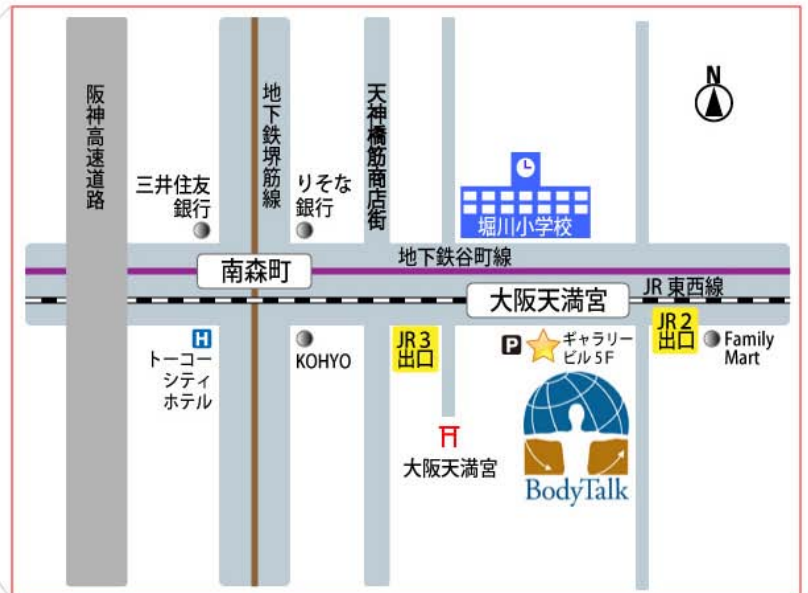 N
阪神高速道路
地下鉄堺筋線
天神橋筋商店街
三井住友
銀行
りそな
銀行
堀川小学校
地下鉄谷町線
南森町
JR 東西線
大阪天満宮
H
トーコー
シティ
ホテル
KOHYO
JR 3
出口
P
ギャラリー
ビル 5F
JR 2
出口
Family
Mart
大阪天満宮
BodyTalk